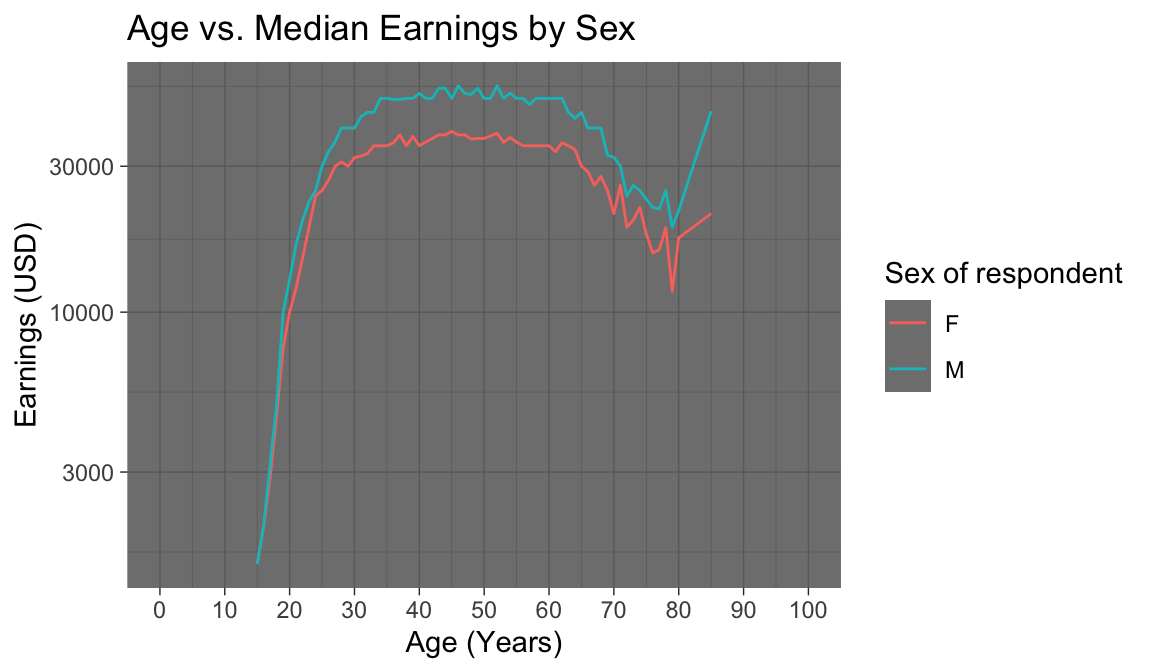 Age vs. Median Earnings by Sex
Earnings (USD)
30000
10000
3000
0 10 20 30 40 50 60 70 80 90 100
Age (Years)
Sex of respondent
F
M